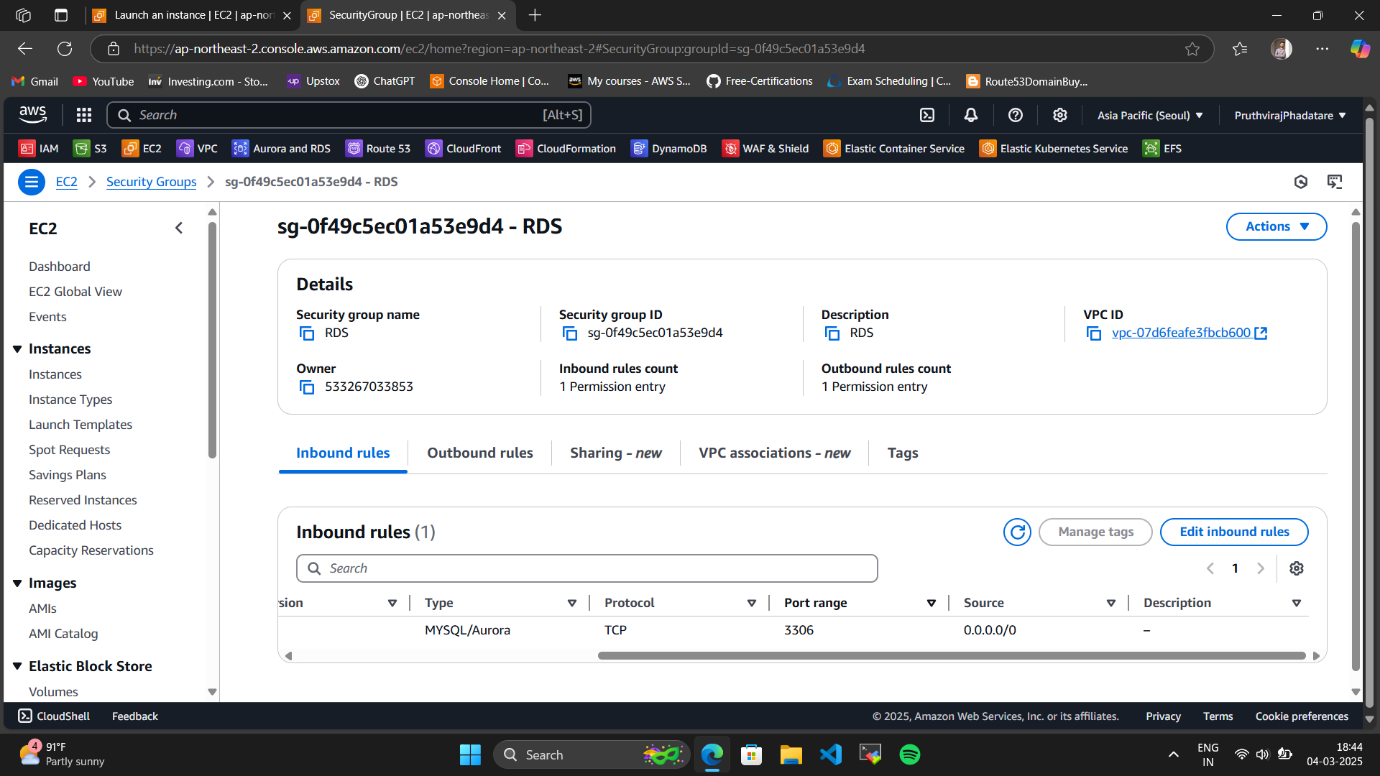 Launch an instance | EC2 | ap-nort
SecurityGroup | EC2 | ap-northeas
https://ap-northeast-2.console.aws.amazon.com/ec2/home?region=ap-northeast-2#SecurityGroup:groupId=sg-0f49c5ec01a53e9d4
Gmail YouTube inv Investing.com - Sto... up Upstox ChatGPT Console Home | Co... aws My courses - AWS S... Free-Certifications Exam Scheduling | C... Route53DomainBuy...
aws Search [Alt+S] Asia Pacific (Seoul) PruthvirajPhadatare
IAM S3 EC2 VPC Aurora and RDS Route 53 CloudFront CloudFormation DynamoDB WAF & Shield Elastic Container Service Elastic Kubernetes Service EFS
EC2 Security Groups sg-0f49c5ec01a53e9d4 - RDS
EC2
Dashboard
EC2 Global View
Events
Instances
Instances
Instance Types
Launch Templates
Spot Requests
Savings Plans
Reserved Instances
Dedicated Hosts
Capacity Reservations
Images
AMIs
AMI Catalog
Elastic Block Store
Volumes
sg-0f49c5ec01a53e9d4 - RDS
Actions
Details
Security group name
RDS
Security group ID
sg-0f49c5ec01a53e9d4
Description
RDS
VPC ID
vpc-07d6feafe3fbcb600
Owner
533267033853
Inbound rules count
1 Permission entry
Outbound rules count
1 Permission entry
Inbound rules Outbound rules Sharing - new VPC associations - new Tags
Inbound rules (1)
Manage tags Edit inbound rules
Search
1
sion Type Protocol Port range Source Description
MYSQL/Aurora TCP 3306 0.0.0.0/0 –
CloudShell Feedback © 2025, Amazon Web Services, Inc. or its affiliates. Privacy Terms Cookie preferences
4
91°F
Partly sunny
Search
ENG
IN
18:44
04-03-2025